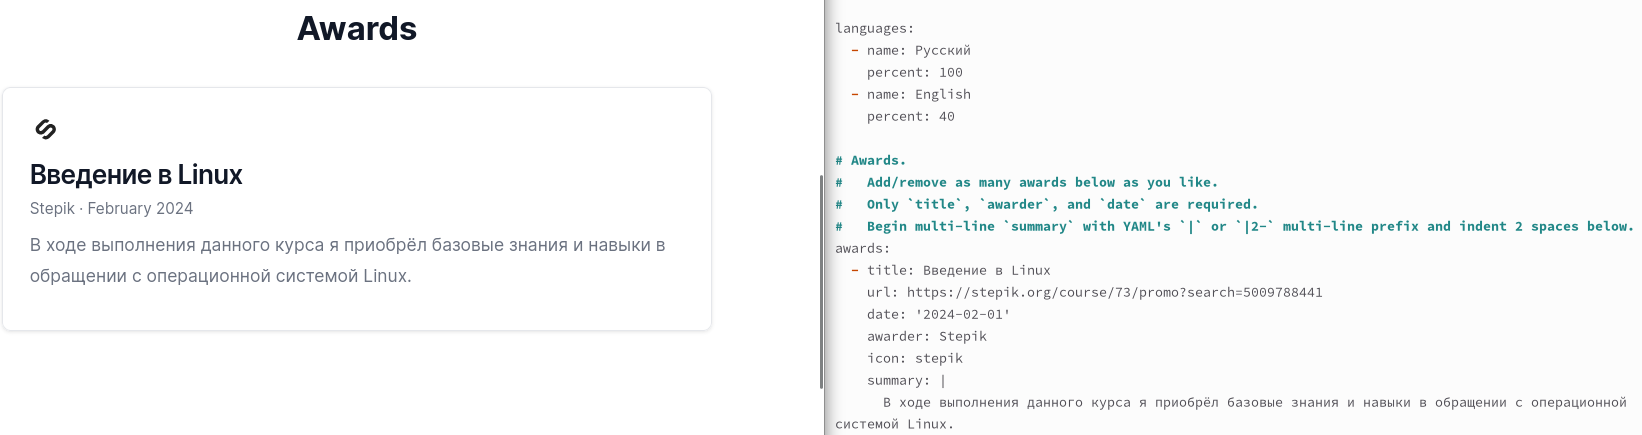 Awards
Введение в Linux
Stepik · February 2024
В ходе выполнения данного курса я приобрёл базовые знания и навыки в
обращении с операционной системой Linux.
languages:
  - name: Русский
    percent: 100
  - name: English
    percent: 40
# Awards.
#   Add/remove as many awards below as you like.
#   Only `title`, `awarder`, and `date` are required.
#   Begin multi-line `summary` with YAML's `|` or `|2-` multi-line prefix and indent 2 spaces below.
awards:
  - title: Введение в Linux
    url: https://stepik.org/course/73/promo?search=5009788441
    date: '2024-02-01'
    awarder: Stepik
    icon: stepik
    summary: |
      В ходе выполнения данного курса я приобрёл базовые знания и навыки в обращении с операционной
системой Linux.